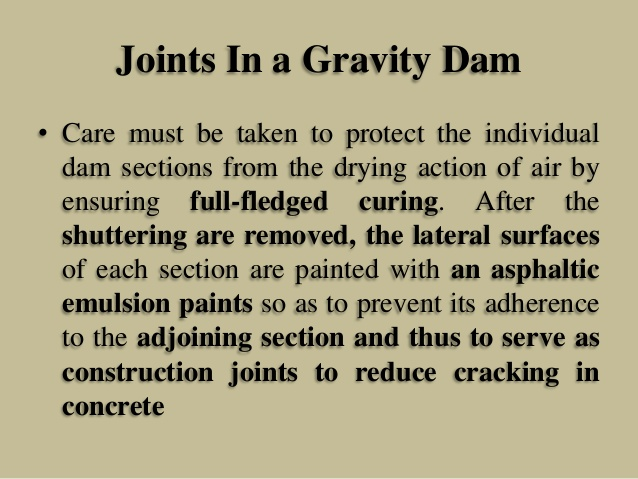 Joints In a Gravity Dam
• Care must be taken to protect the individual
dam sections from the drying action of air by
ensuring full-fledged curing. After the
shuttering are removed, the lateral surfaces
of each section are painted with an asphaltic
emulsion paints so as to prevent its adherence
to the adjoining section and thus to serve as
construction joints to reduce cracking in
concrete